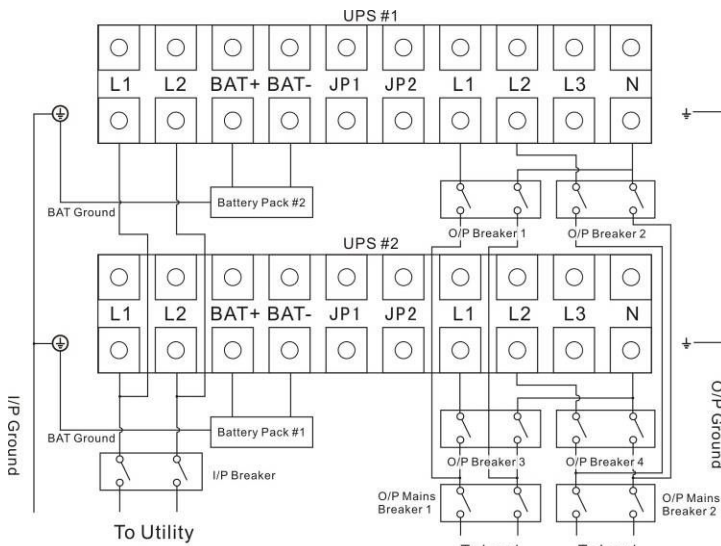 UPS #1
L1 L2 BAT+ BAT- JP1 JP2 L1 L2 L3 N
BAT Ground
Battery Pack #2
O/P Breaker 1
O/P Breaker 2
UPS #2
L1 L2 BAT+ BAT- JP1 JP2 L1 L2 L3 N
I/P Ground
O/P Ground
BAT Ground
Battery Pack #1
O/P Breaker 3
O/P Breaker 4
I/P Breaker
O/P Mains
Breaker 1
O/P Mains
Breaker 2
To Utility